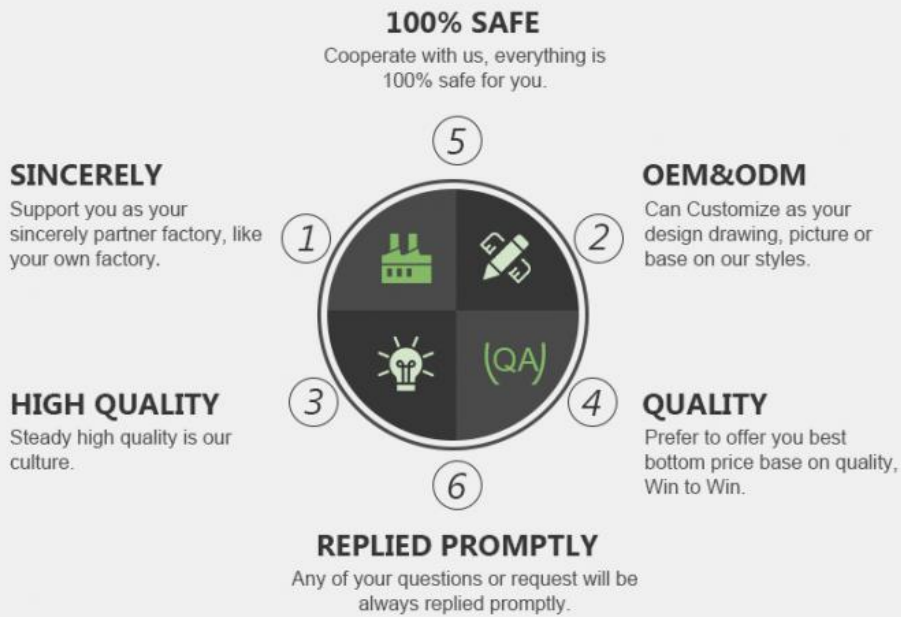 100% SAFE
Cooperate with us, everything is
100% safe for you.
5
SINCERELY
Support you as your
sincerely partner factory, like
your own factory.
1
OEM&ODM
Can Customize as your
design drawing, picture or
base on our styles.
2
(QA)
HIGH QUALITY
Steady high quality is our
culture.
3
QUALITY
Prefer to offer you best
bottom price base on quality,
Win to Win.
4
6
REPLIED PROMPTLY
Any of your questions or request will be
always replied promptly.